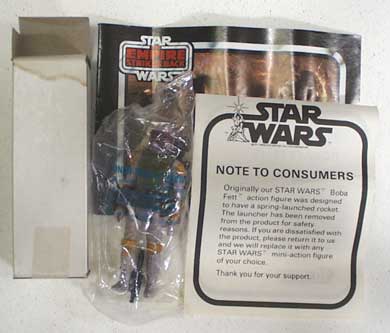 STAR
EMPIRE
STRIKES BACK
WARS
STAR
WARS
NOTE TO CONSUMERS
Originally our STAR WARS™ Boba
Fett™ action figure was designed
to have a spring-launched rocket.
The launcher has been removed
from the product for safety
reasons. If you are dissatisfied with
the product, please return it to us
and we will replace it with any
STAR WARS™ mini-action figure
of your choice.
Thank you for your support.